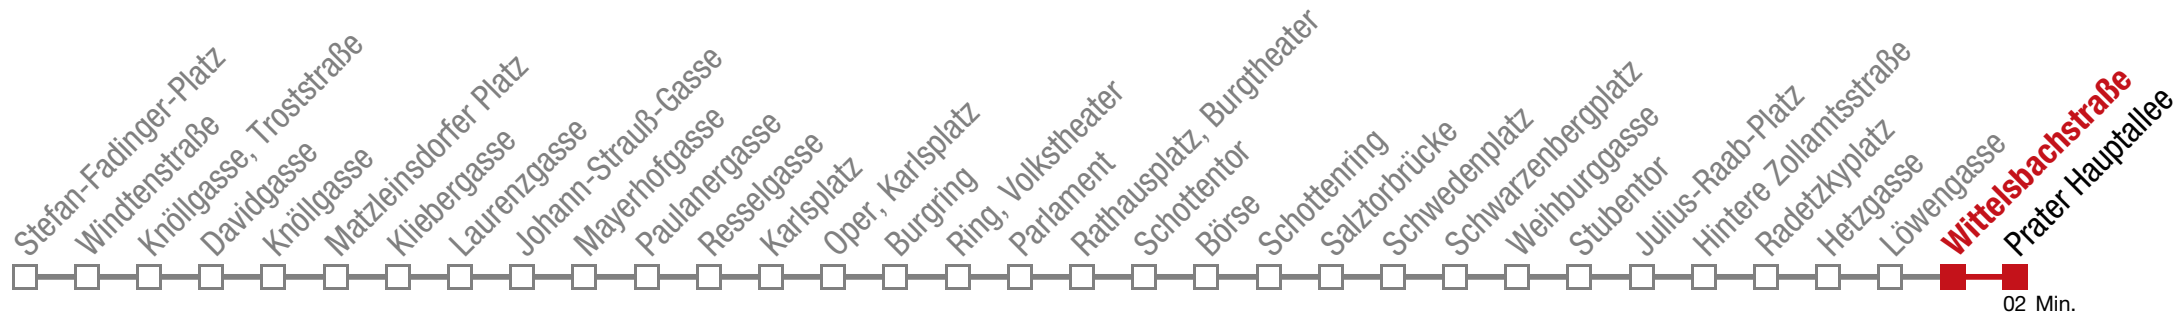 Stefan-Fadinger-Platz
Windtenstraße
Knöllgasse, Troststraße
Davidgasse
Knöllgasse
Matzleinsdorfer Platz
Kliebergasse
Laurenzgasse
Johann-Strauß-Gasse
Mayerhofgasse
Paulanergasse
Resselgasse
Karlsplatz
Oper, Karlsplatz
Burgring
Ring, Volkstheater
Parlament
Rathausplatz, Burgtheater
Schottentor
Börse
Schottenring
Salztorbrücke
Schwedenplatz
Schwarzenbergplatz
Weihburggasse
Stubentor
Julius-Raab-Platz
Hintere Zollamtsstraße
Radetzkyplatz
Hetzgasse
Löwengasse
Wittelsbachstraße
Prater Hauptallee
02 Min.